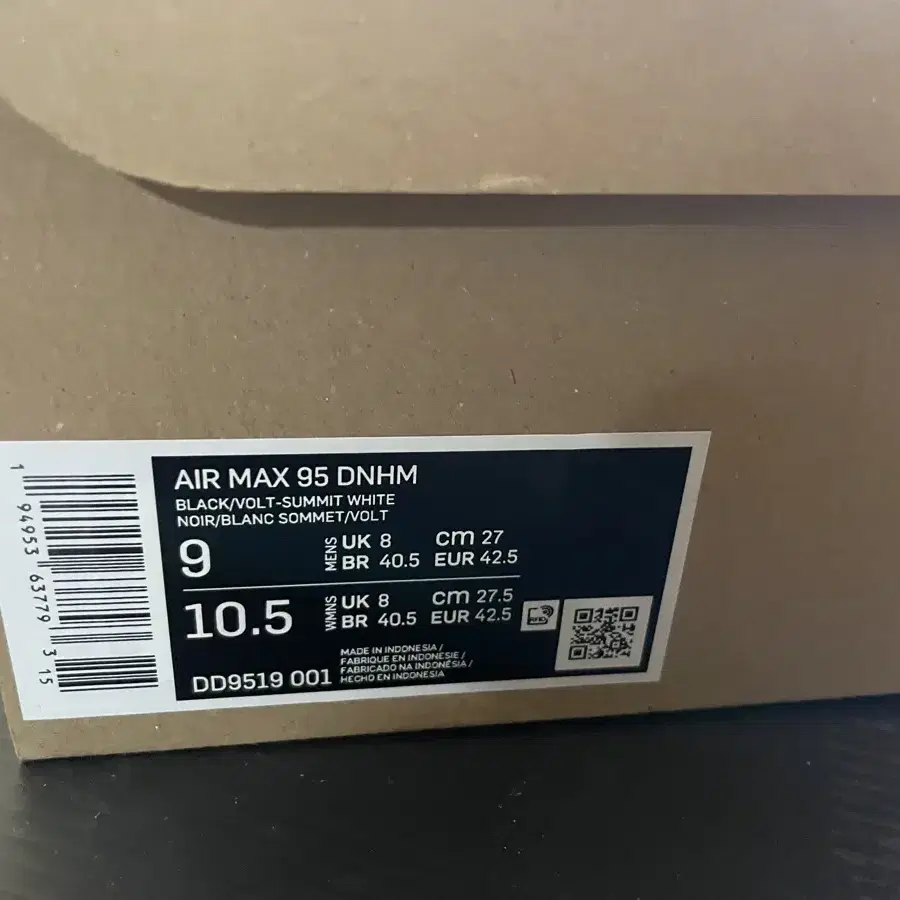 AIR MAX 95 DNHM
BLACK/VOLT-SUMMIT WHITE
NOIR/BLANC SOMMET/VOLT
9 MENS UK 8 cm 27
BR 40.5 EUR 42.5
10.5 WMNS UK 8 cm 27.5
BR 40.5 EUR 42.5
RFID
DD9519 001
MADE IN INDONESIA /
FABRIQUE EN INDONESIE /
FABRICADO NA INDONÉSIA /
HECHO EN INDONESIA
1 94953 63779 3 15